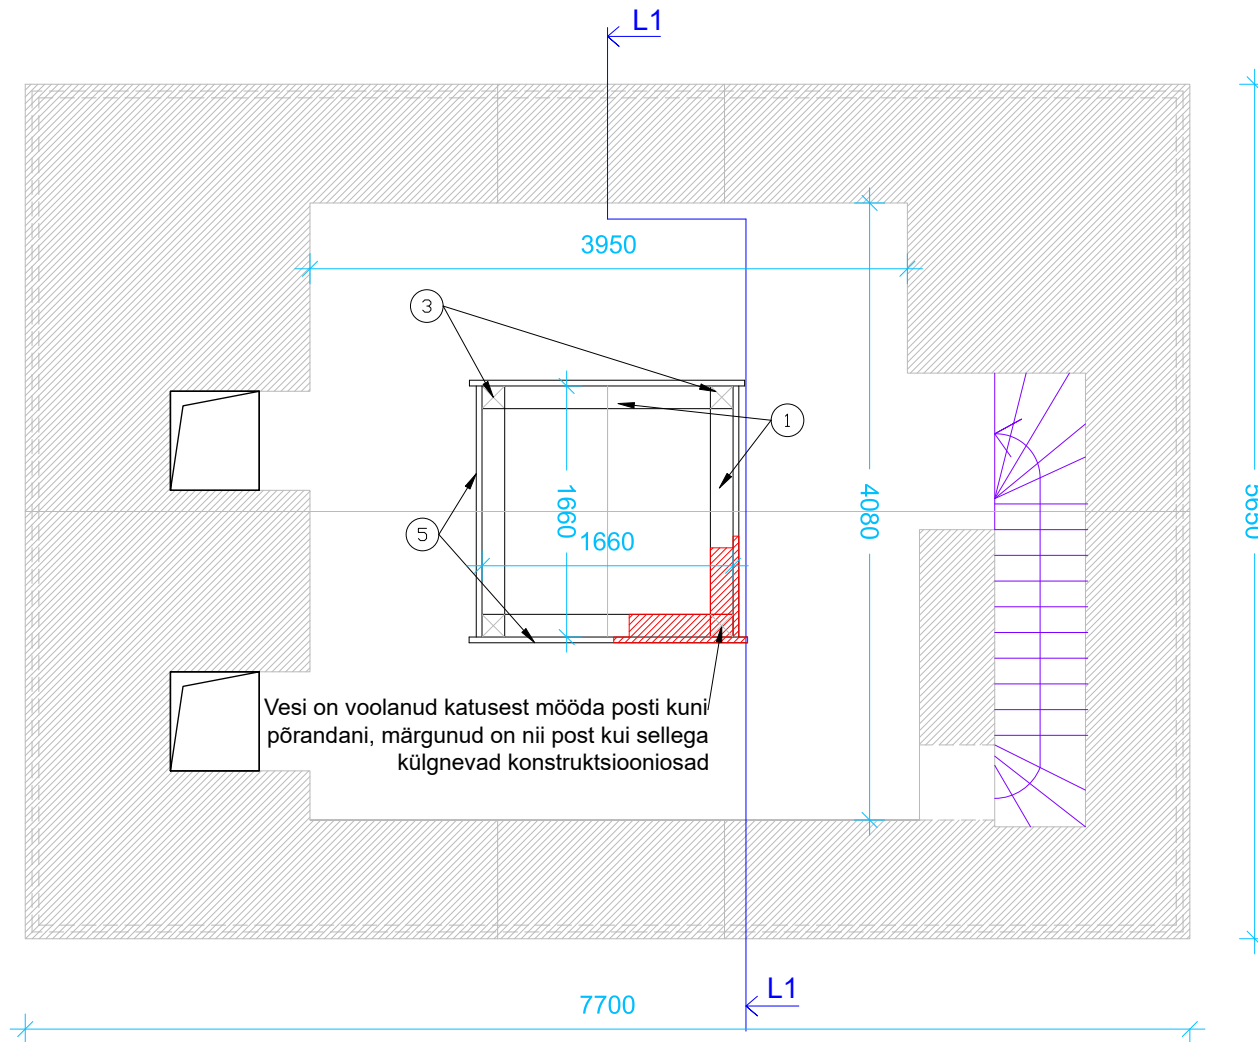 L1
3950
3
1
1660
4080
5650
5
1660
Vesi on voolanud katusest mööda posti kuni
põrandani, märgunud on nii post kui sellega
külgnevad konstruktsiooniosad
L1
7700